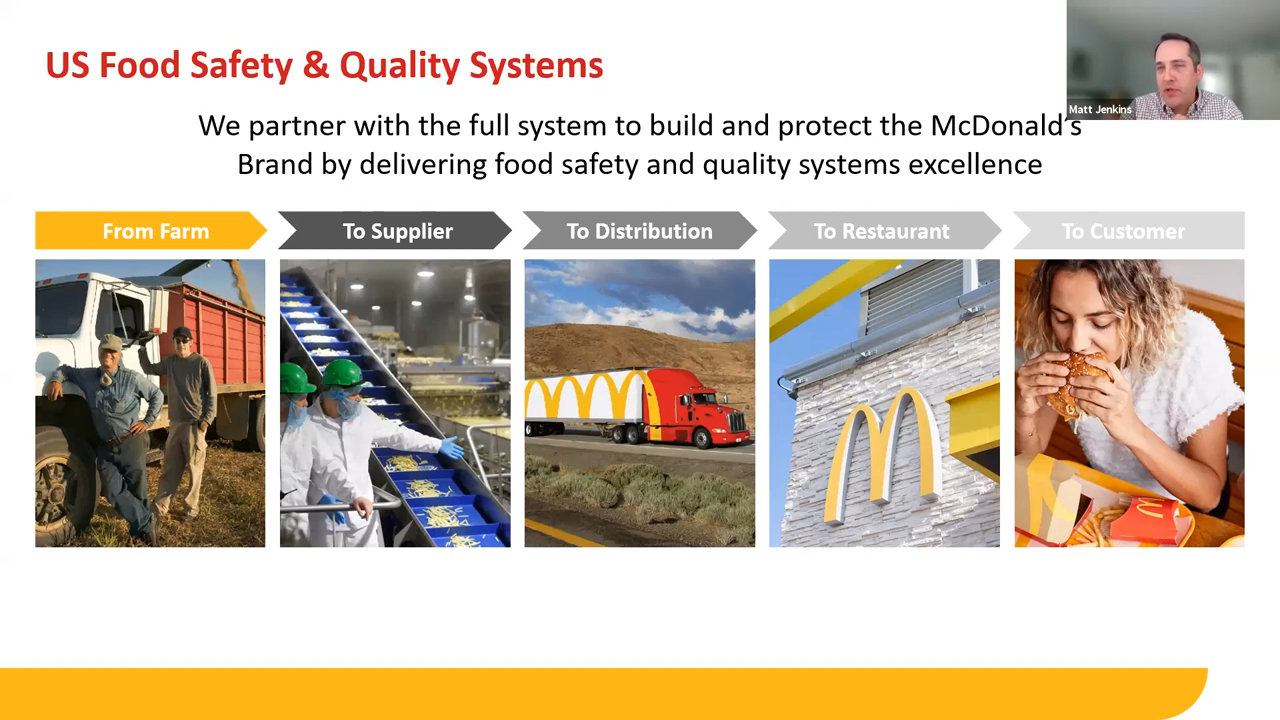 US Food Safety & Quality Systems
Matt Jenkins
We partner with the full system to build and protect the McDonald's
Brand by delivering food safety and quality systems excellence
From Farm
To Supplier
To Distribution
To Restaurant
To Customer